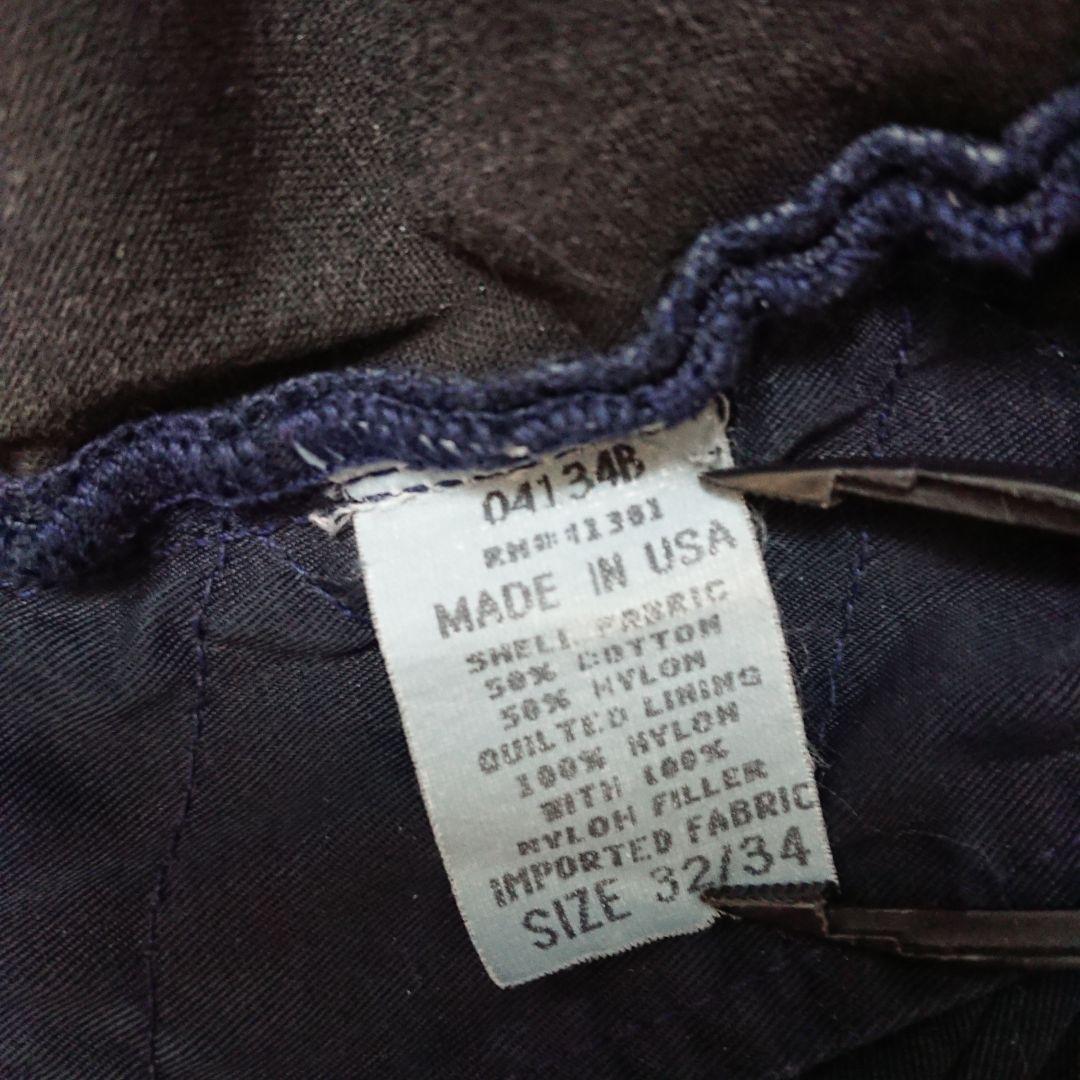 04134B
RN#41381
MADE IN USA
SHELL FABRIC
50% COTTON
50% NYLON
QUILTED LINING
100% NYLON
WITH 100%
NYLON FILLER
IMPORTED FABRIC
SIZE 32/34